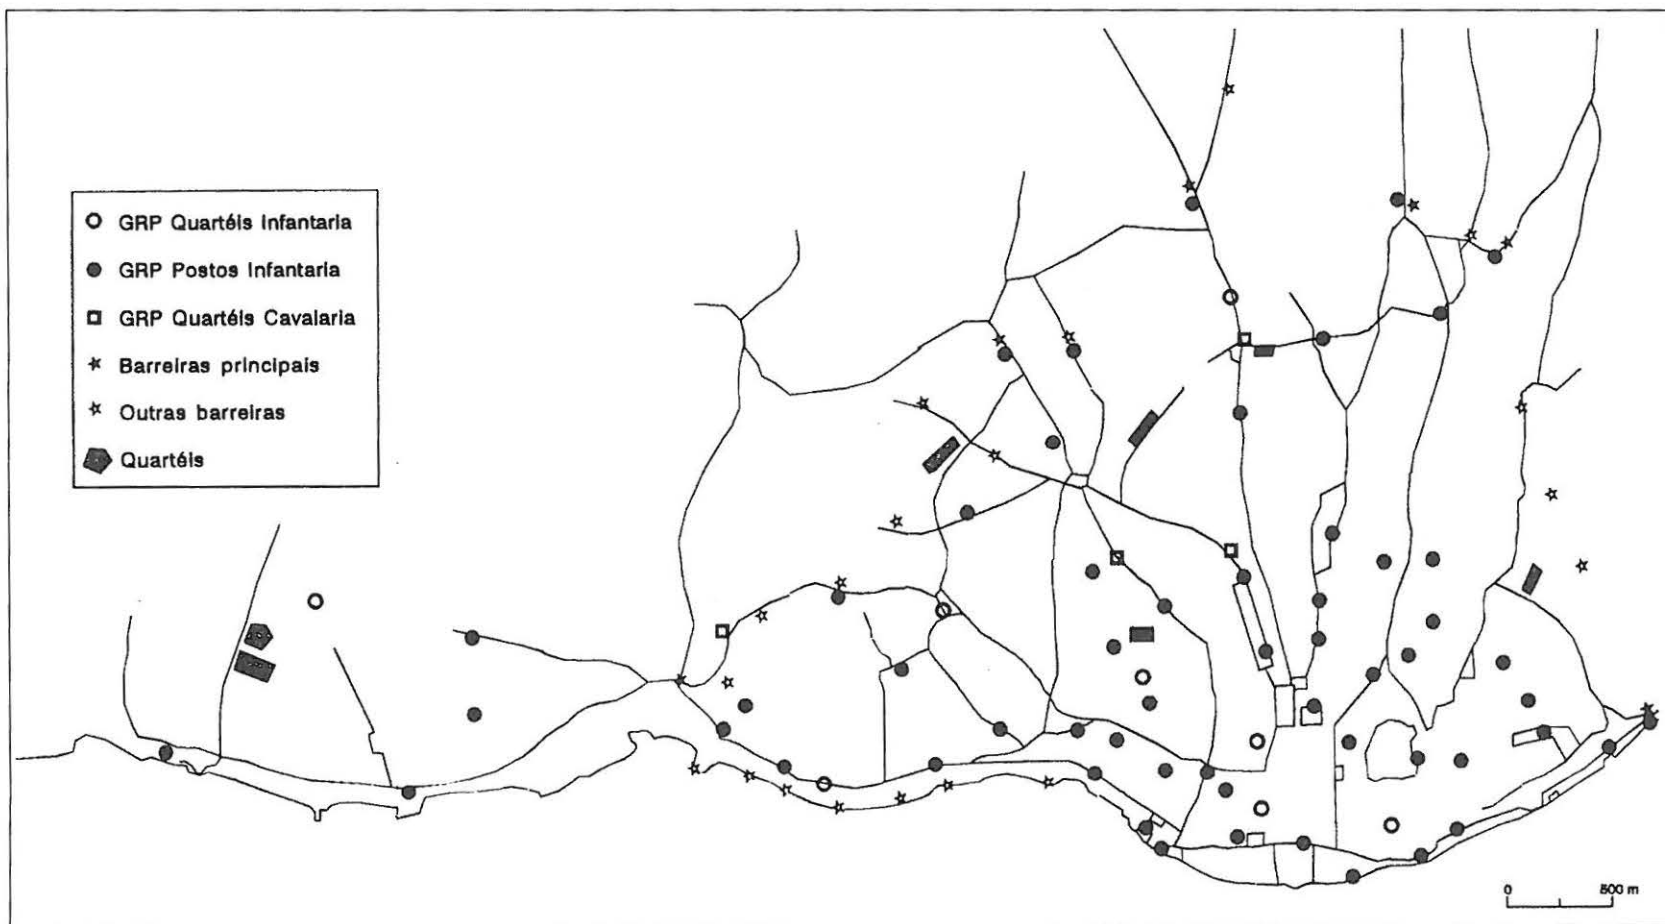 GRP Quartéis Infantaria
GRP Postos Infantaria
GRP Quartéis Cavalaria
Barreiras principais
Outras barreiras
Quartéis
0 500 m